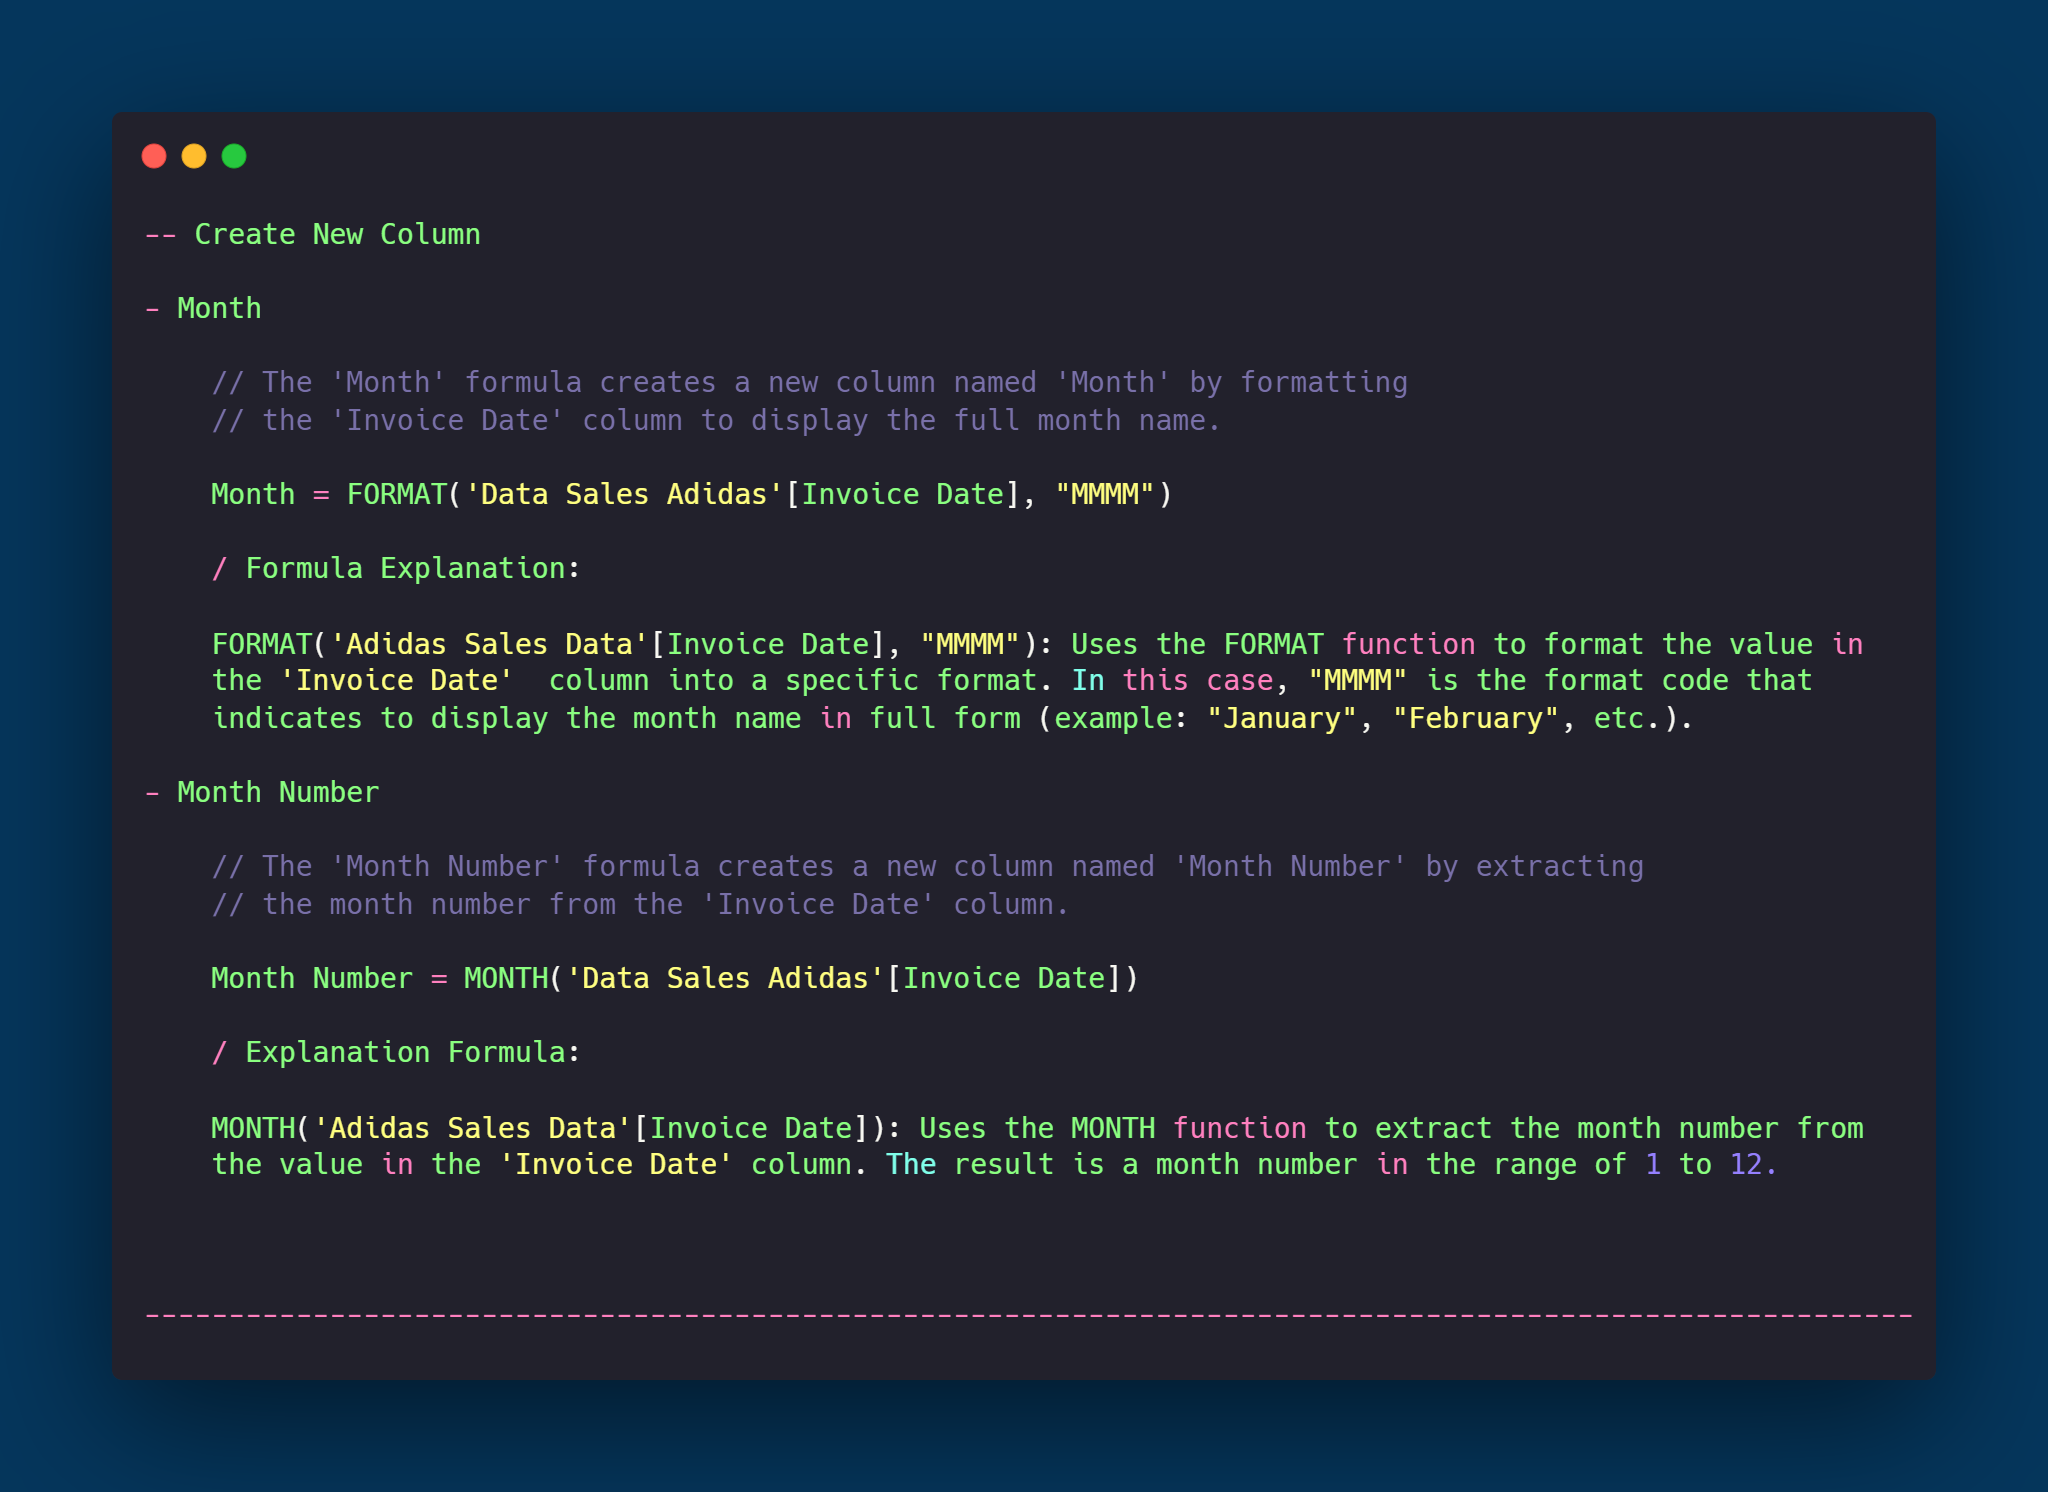 -- Create New Column
- Month
// The 'Month' formula creates a new column named 'Month' by formatting
// the 'Invoice Date' column to display the full month name.
Month = FORMAT('Data Sales Adidas'[Invoice Date], "MMMM")
/ Formula Explanation:
FORMAT('Adidas Sales Data'[Invoice Date], "MMMM"): Uses the FORMAT function to format the value in
the 'Invoice Date'  column into a specific format. In this case, "MMMM" is the format code that
indicates to display the month name in full form (example: "January", "February", etc.).
- Month Number
// The 'Month Number' formula creates a new column named 'Month Number' by extracting
// the month number from the 'Invoice Date' column.
Month Number = MONTH('Data Sales Adidas'[Invoice Date])
/ Explanation Formula:
MONTH('Adidas Sales Data'[Invoice Date]): Uses the MONTH function to extract the month number from
the value in the 'Invoice Date' column. The result is a month number in the range of 1 to 12.
---------------------------------------------------------------------------------------------------------